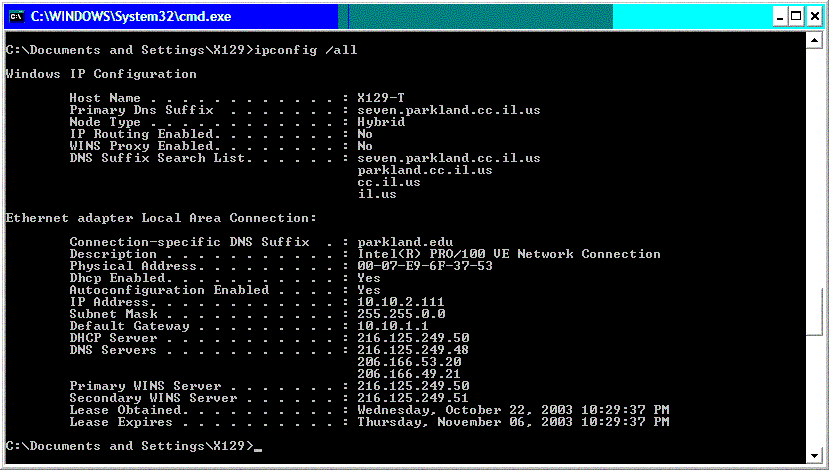 C:\WINDOWS\System32\cmd.exe
C:\Documents and Settings\X129>ipconfig /all
Windows IP Configuration
Host Name . . . . . . . . . . . . : X129-T
Primary Dns Suffix . . . . . . . : seven.parkland.cc.il.us
Node Type . . . . . . . . . . . . : Hybrid
IP Routing Enabled. . . . . . . . : No
WINS Proxy Enabled. . . . . . . . : No
DNS Suffix Search List. . . . . . : seven.parkland.cc.il.us
parkland.cc.il.us
cc.il.us
il.us
Ethernet adapter Local Area Connection:
Connection-specific DNS Suffix . : parkland.edu
Description . . . . . . . . . . . : Intel(R) PRO/100 VE Network Connection
Physical Address. . . . . . . . . : 00-07-E9-6F-37-53
Dhcp Enabled. . . . . . . . . . . : Yes
Autoconfiguration Enabled . . . . : Yes
IP Address. . . . . . . . . . . . : 10.10.2.111
Subnet Mask . . . . . . . . . . . : 255.255.0.0
Default Gateway . . . . . . . . . : 10.10.1.1
DHCP Server . . . . . . . . . . . : 216.125.249.50
DNS Servers . . . . . . . . . . . : 216.125.249.48
206.166.53.20
206.166.49.21
Primary WINS Server . . . . . . . : 216.125.249.50
Secondary WINS Server . . . . . . : 216.125.249.51
Lease Obtained. . . . . . . . . . : Wednesday, October 22, 2003 10:29:37 PM
Lease Expires . . . . . . . . . . : Thursday, November 06, 2003 10:29:37 PM
C:\Documents and Settings\X129>_